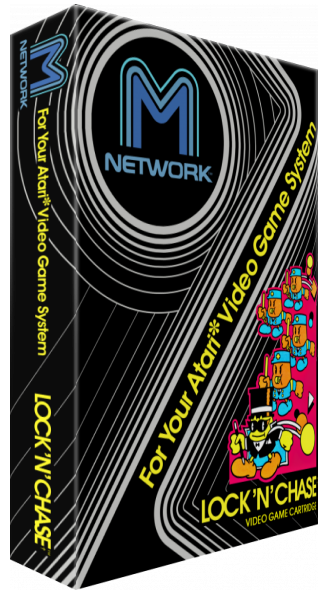 M
NETWORK
For Your Atari* Video Game System
LOCK 'N' CHASE
M
NETWORK
For Your Atari* Video Game System
LOCK 'N' CHASE
VIDEO GAME CARTRIDGE